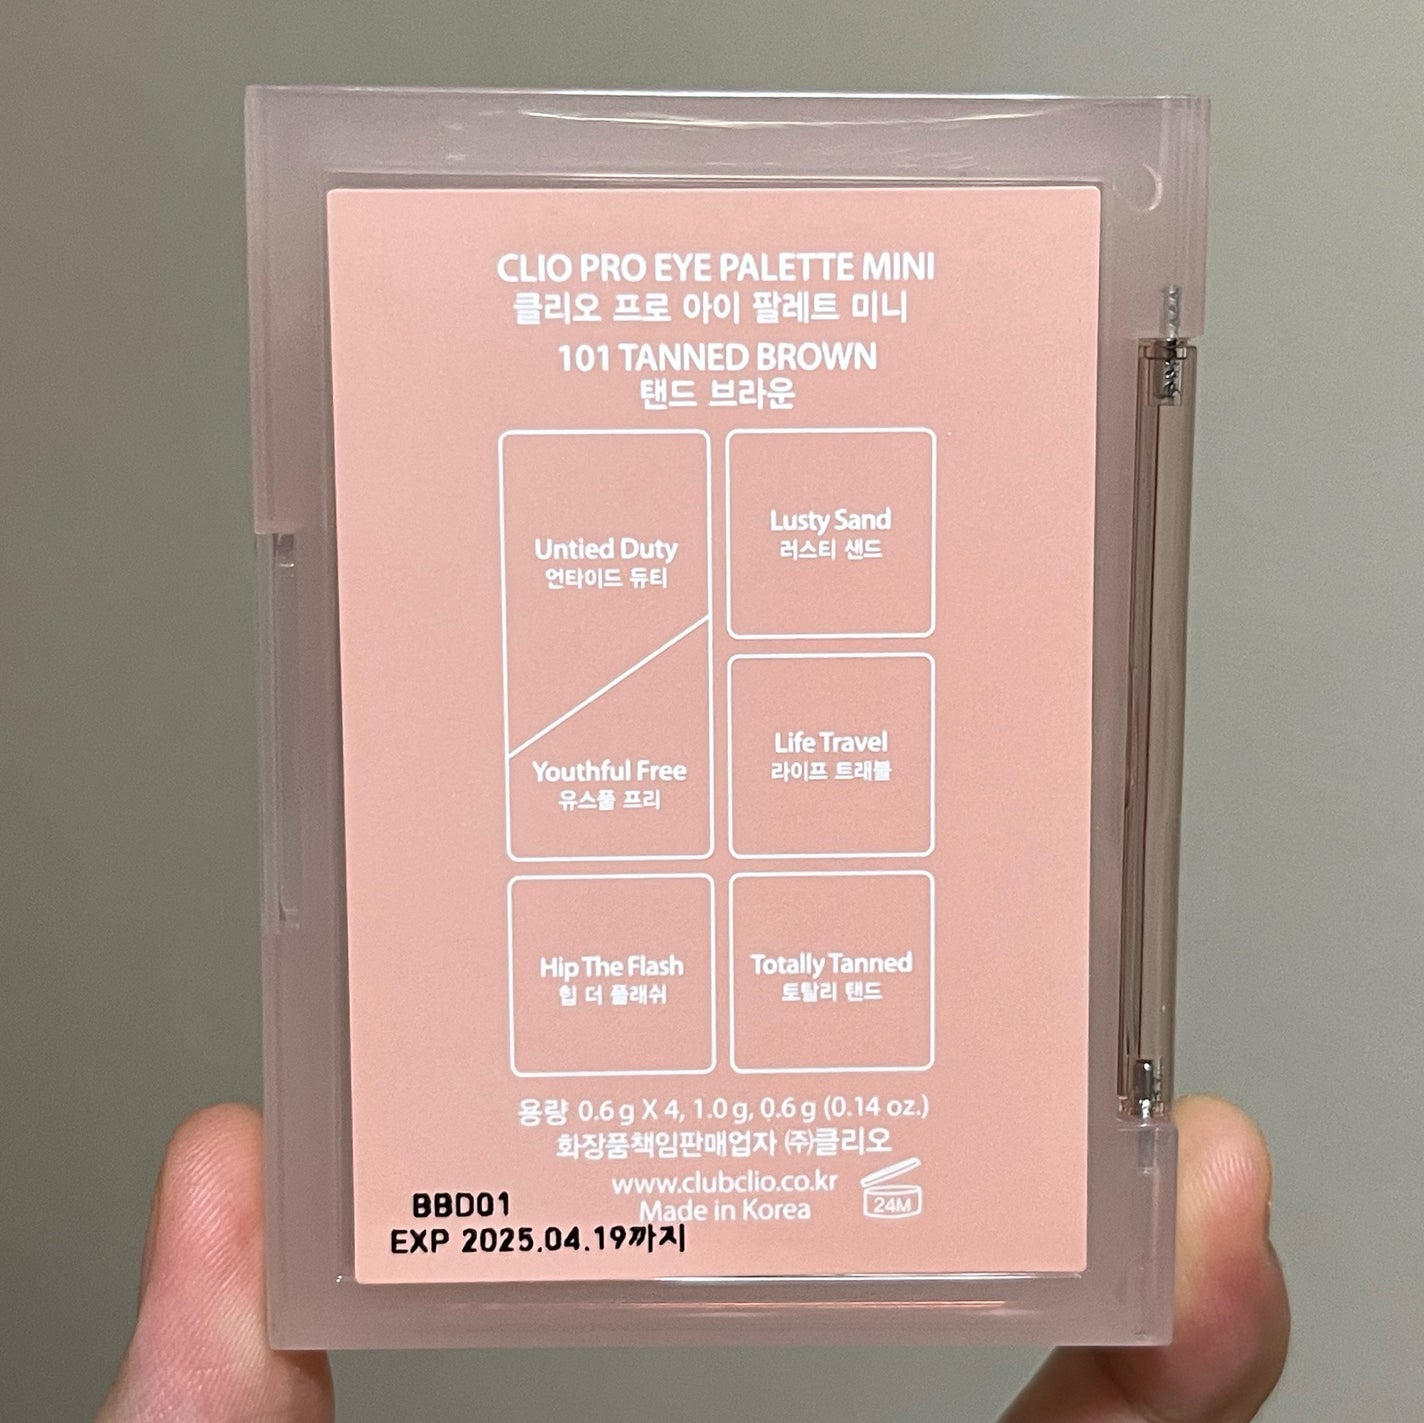 CLIO PRO EYE PALETTE MINI
클리오 프로 아이 팔레트 미니
101 TANNED BROWN
탠드 브라운
Untied Duty
언타이드 듀티
Lusty Sand
러스티 샌드
Youthful Free
유스풀 프리
Life Travel
라이프 트래블
Hip The Flash
힙 더 플래쉬
Totally Tanned
토탈리 탠드
용량 0.6 g X 4, 1.0 g, 0.6 g (0.14 oz.)
화장품책임판매업자 ㈜클리오
www.clubclio.co.kr
Made in Korea
24M
BBD01
EXP 2025.04.19까지